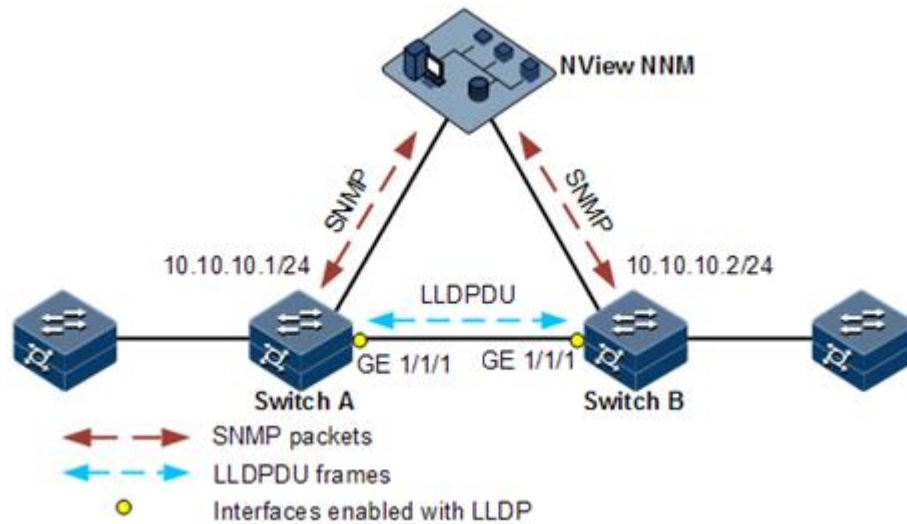 NView NNM
SNMP
SNMP
10.10.10.1/24
10.10.10.2/24
LLDPDU
GE 1/1/1
GE 1/1/1
Switch A
Switch B
SNMP packets
LLDPDU frames
Interfaces enabled with LLDP